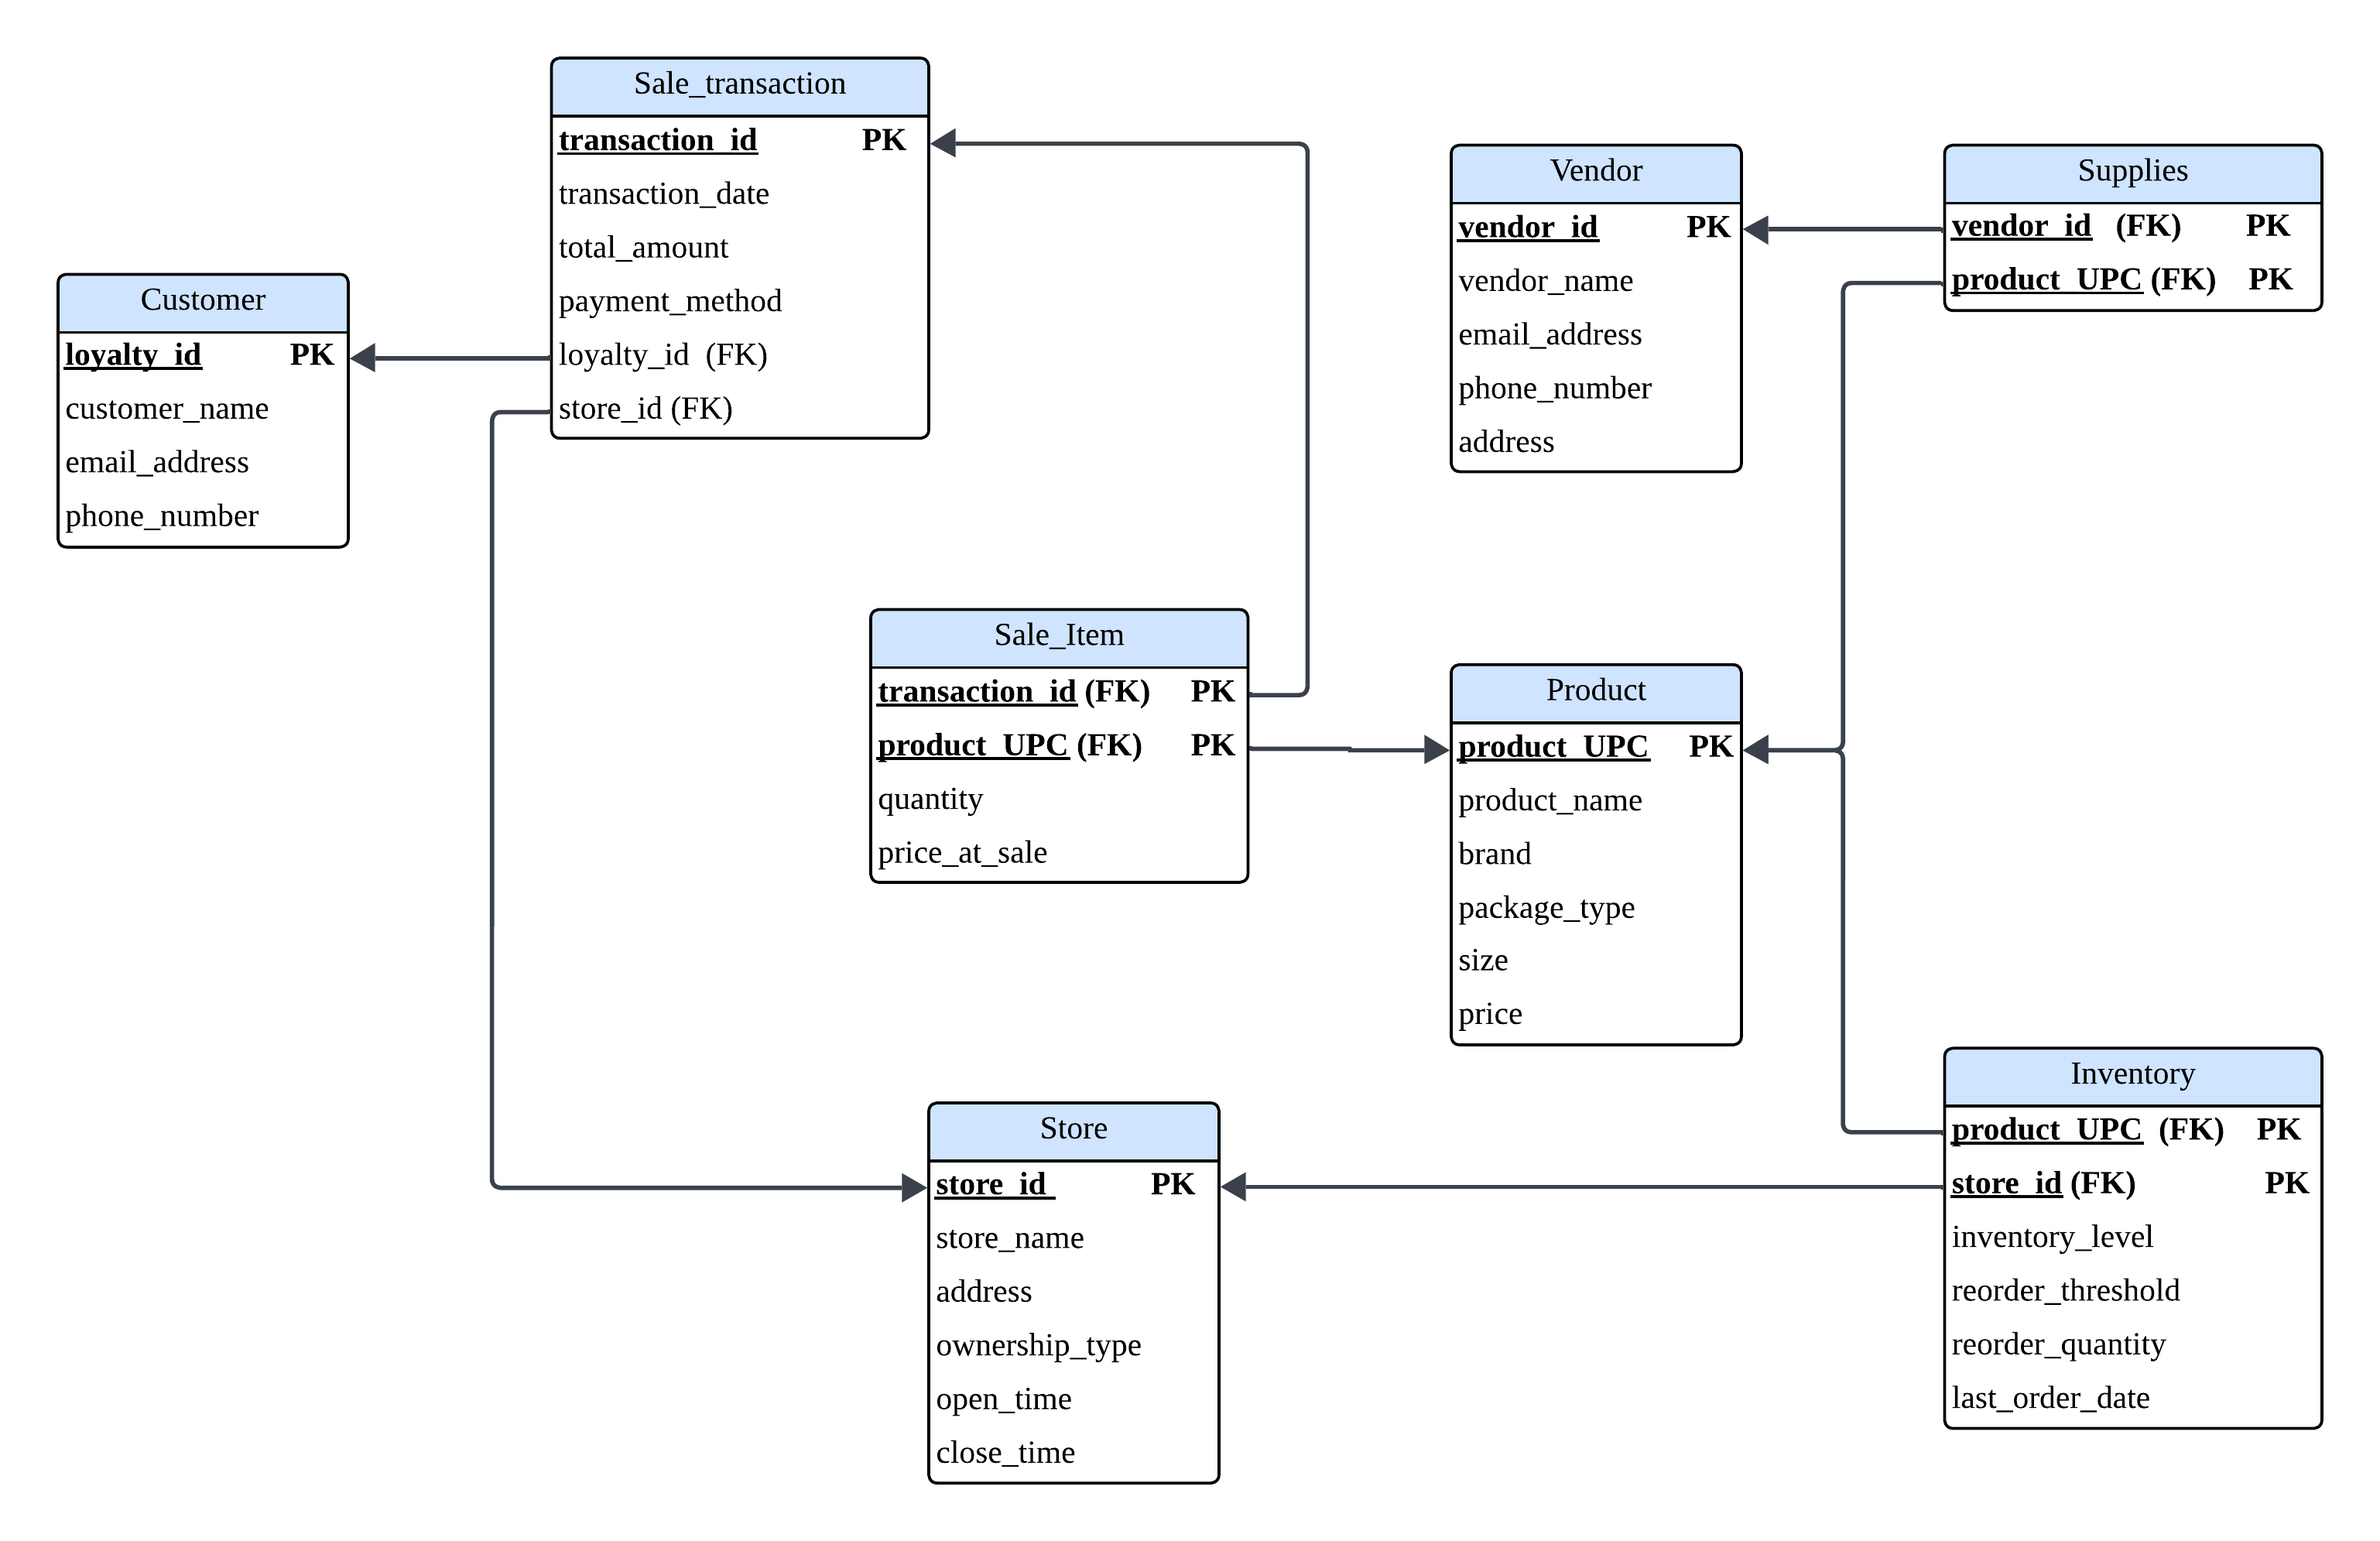 Sale_transaction
transaction_id PK
transaction_date
total_amount
payment_method
loyalty_id (FK)
store_id (FK)
Customer
loyalty_id PK
customer_name
email_address
phone_number
Vendor
vendor_id PK
vendor_name
email_address
phone_number
address
Supplies
vendor_id (FK) PK
product_UPC (FK) PK
Sale_Item
transaction_id (FK) PK
product_UPC (FK) PK
quantity
price_at_sale
Product
product_UPC PK
product_name
brand
package_type
size
price
Store
store_id PK
store_name
address
ownership_type
open_time
close_time
Inventory
product_UPC (FK) PK
store_id (FK) PK
inventory_level
reorder_threshold
reorder_quantity
last_order_date